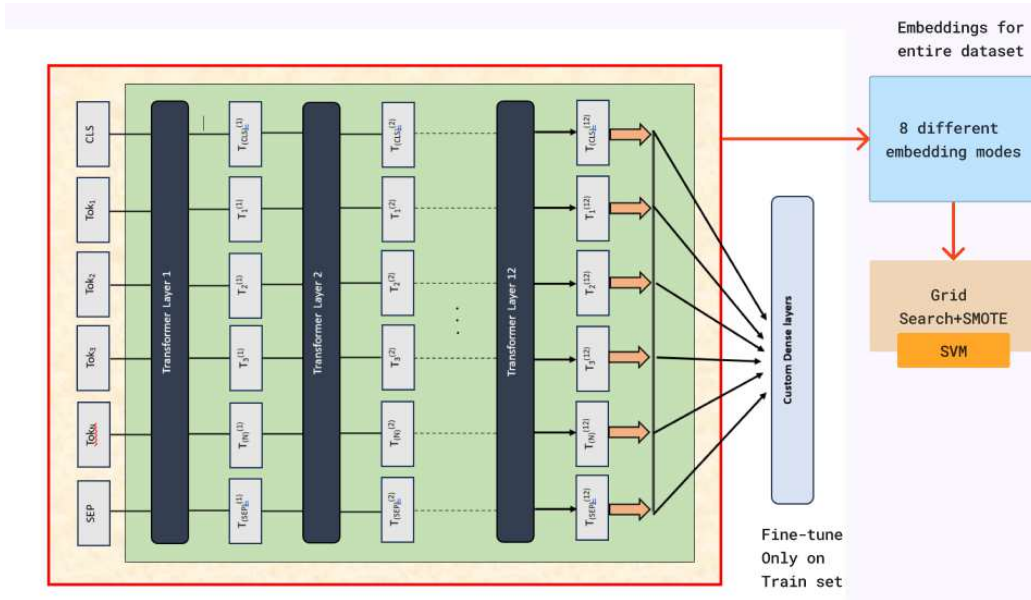 Embeddings for
entire dataset
8 different
embedding modes
Grid
Search+SMOTE
SVM
CLS
Tok₁
Tok₂
Tok₃
Tokₙ
SEP
Transformer Layer 1
T₍CLS₎⁽¹⁾
T₁⁽¹⁾
T₂⁽¹⁾
T₃⁽¹⁾
T₍N₎⁽¹⁾
T₍SEP₎⁽¹⁾
Transformer Layer 2
T₍CLS₎⁽²⁾
T₁⁽²⁾
T₂⁽²⁾
T₃⁽²⁾
T₍N₎⁽²⁾
T₍SEP₎⁽²⁾
. . . .
Transformer Layer 12
T₍CLS₎⁽¹²⁾
T₁⁽¹²⁾
T₂⁽¹²⁾
T₃⁽¹²⁾
T₍N₎⁽¹²⁾
T₍SEP₎⁽¹²⁾
Custom Dense layers
Fine-tune
Only on
Train set